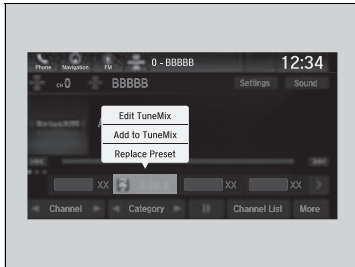 Phone Navigation FM 0 - BBBBB 12:34
CH 0 BBBBB Settings Sound
A
Edit TuneMix
Add to TuneMix
Replace Preset
XX XX XX
Channel Category Channel List More